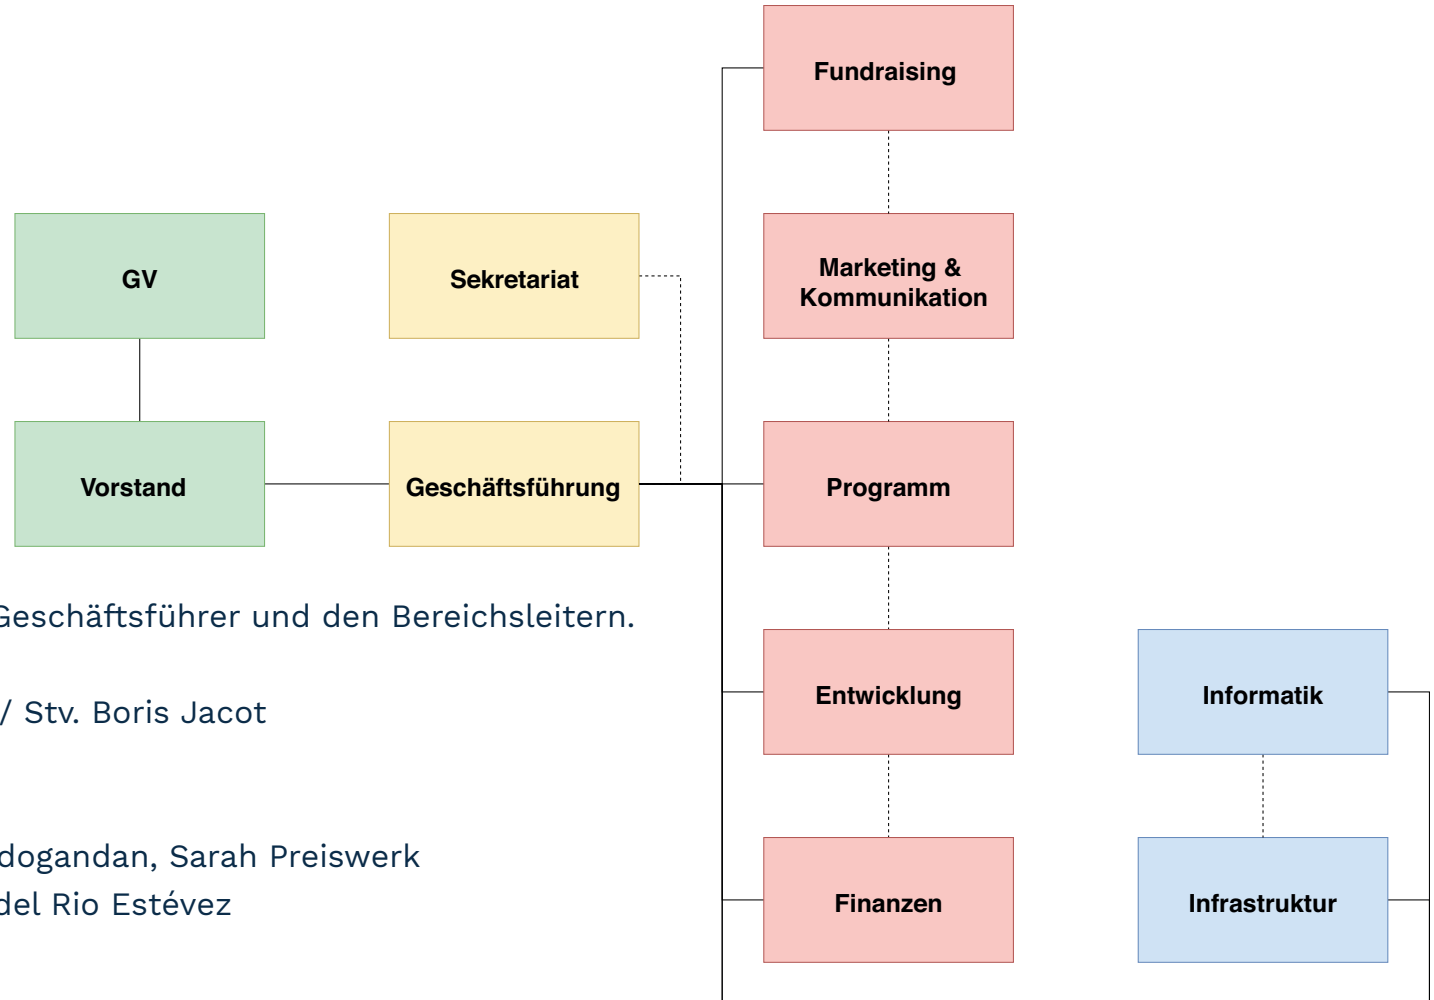 Fundraising
GV
Sekretariat
Marketing &
Kommunikation
Vorstand
Geschäftsführung
Programm
Geschäftsführer und den Bereichsleitern.
/ Stv. Boris Jacot
Entwicklung
Informatik
dogandan, Sarah Preiswerk
del Rio Estévez
Finanzen
Infrastruktur